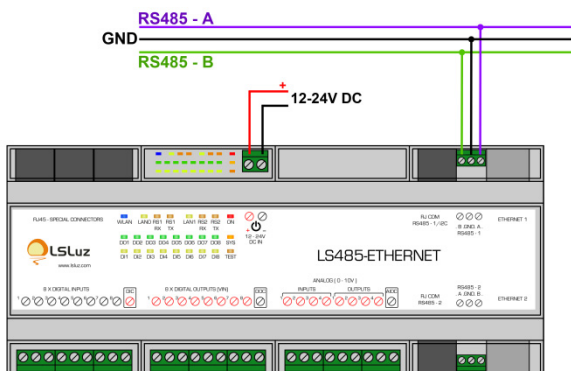 RS485 - A
GND
RS485 - B
+
12-24V DC
FU45 - SPECIAL CONNECTORS
WLAN LAN0 RS1 RX RS1 TX LAN1 RS2 RX RS2 TX ON
DO1 DO2 DO3 DO4 DO5 DO6 DO7 DO8 SYS
DI1 DI2 DI3 DI4 DI5 DI6 DI7 DI8 TEST
+ -
12 - 24V
DC IN
LSLuz
www.lsluz.com
LS485-ETHERNET
RJ COM
RS485 - 1/I2C
B .GND. A.
RS485 - 1
ETHERNET 1
8 X DIGITAL INPUTS
DIC
8 X DIGITAL OUTPUTS (VIN)
DOC
ANALOG ( 0 - 10V )
INPUTS
OUTPUTS
AIOC
RJ COM
RS485 - 2
RS485 - 2
A .GND. B.
ETHERNET 2